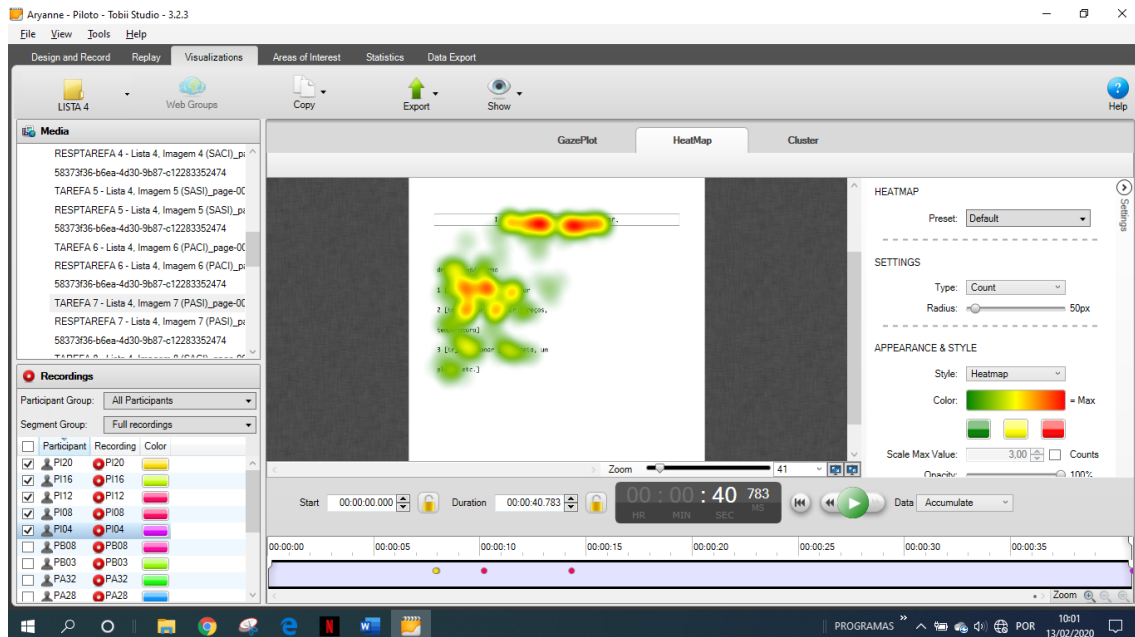 Aryanne - Piloto - Tobii Studio - 3.2.3
File View Tools Help
Design and Record Replay Visualizations Areas of Interest Statistics Data Export
LISTA 4 Web Groups Copy Export Show Help
Media
RESPTAREFA 4 - Lista 4, Imagem 4 (SACI)_pa
58373f36-b6ea-4d30-9b87-c12283352474
TAREFA 5 - Lista 4, Imagem 5 (SASI)_page-00
RESPTAREFA 5 - Lista 4, Imagem 5 (SASI)_pa
58373f36-b6ea-4d30-9b87-c12283352474
TAREFA 6 - Lista 4, Imagem 6 (PACI)_page-00
RESPTAREFA 6 - Lista 4, Imagem 6 (PACI)_pa
58373f36-b6ea-4d30-9b87-c12283352474
TAREFA 7 - Lista 4, Imagem 7 (PASI)_page-00
RESPTAREFA 7 - Lista 4, Imagem 7 (PASI)_pa
58373f36-b6ea-4d30-9b87-c12283352474
Recordings
Participant Group: All Participants
Segment Group: Full recordings
Participant Recording Color
PI20 PI20
PI16 PI16
PI12 PI12
PI08 PI08
PI04 PI04
PB08 PB08
PB03 PB03
PA32 PA32
PA28 PA28
GazePlot HeatMap Cluster
1 [
2 [
3 [
etc.]
Zoom 41
HEATMAP
Preset: Default
SETTINGS
Type: Count
Radius: 50px
APPEARANCE & STYLE
Style: Heatmap
Color: = Max
Scale Max Value: 3,00 Counts
Opacity: 100%
Settings
Start 00:00:00.000 Duration 00:00:40.783 00 : 00 : 40 783 Data Accumulate
HR MIN SEC MS
00:00:00 00:00:05 00:00:10 00:00:15 00:00:20 00:00:25 00:00:30 00:00:35
Zoom
PROGRAMAS POR 10:01
13/02/2020